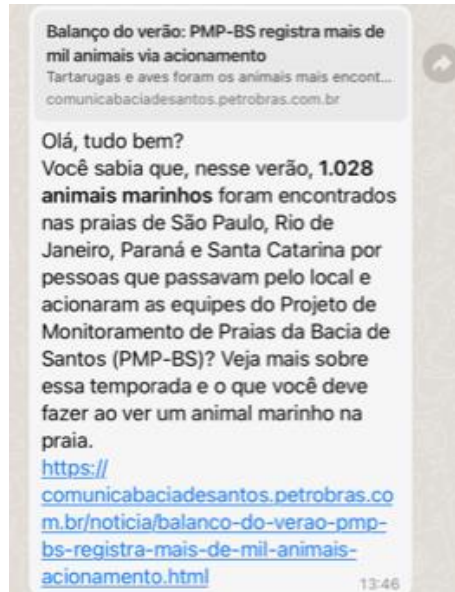 Balanço do verão: PMP-BS registra mais de
mil animais via acionamento
Tartarugas e aves foram os animais mais encont...
comunicabaciadesantos.petrobras.com.br
Olá, tudo bem?
Você sabia que, nesse verão, 1.028
animais marinhos foram encontrados
nas praias de São Paulo, Rio de
Janeiro, Paraná e Santa Catarina por
pessoas que passavam pelo local e
acionaram as equipes do Projeto de
Monitoramento de Praias da Bacia de
Santos (PMP-BS)? Veja mais sobre
essa temporada e o que você deve
fazer ao ver um animal marinho na
praia.
https://
comunicabaciadesantos.petrobras.co
m.br/noticia/balanco-do-verao-pmp-
bs-registra-mais-de-mil-animais-
acionamento.html
13:46